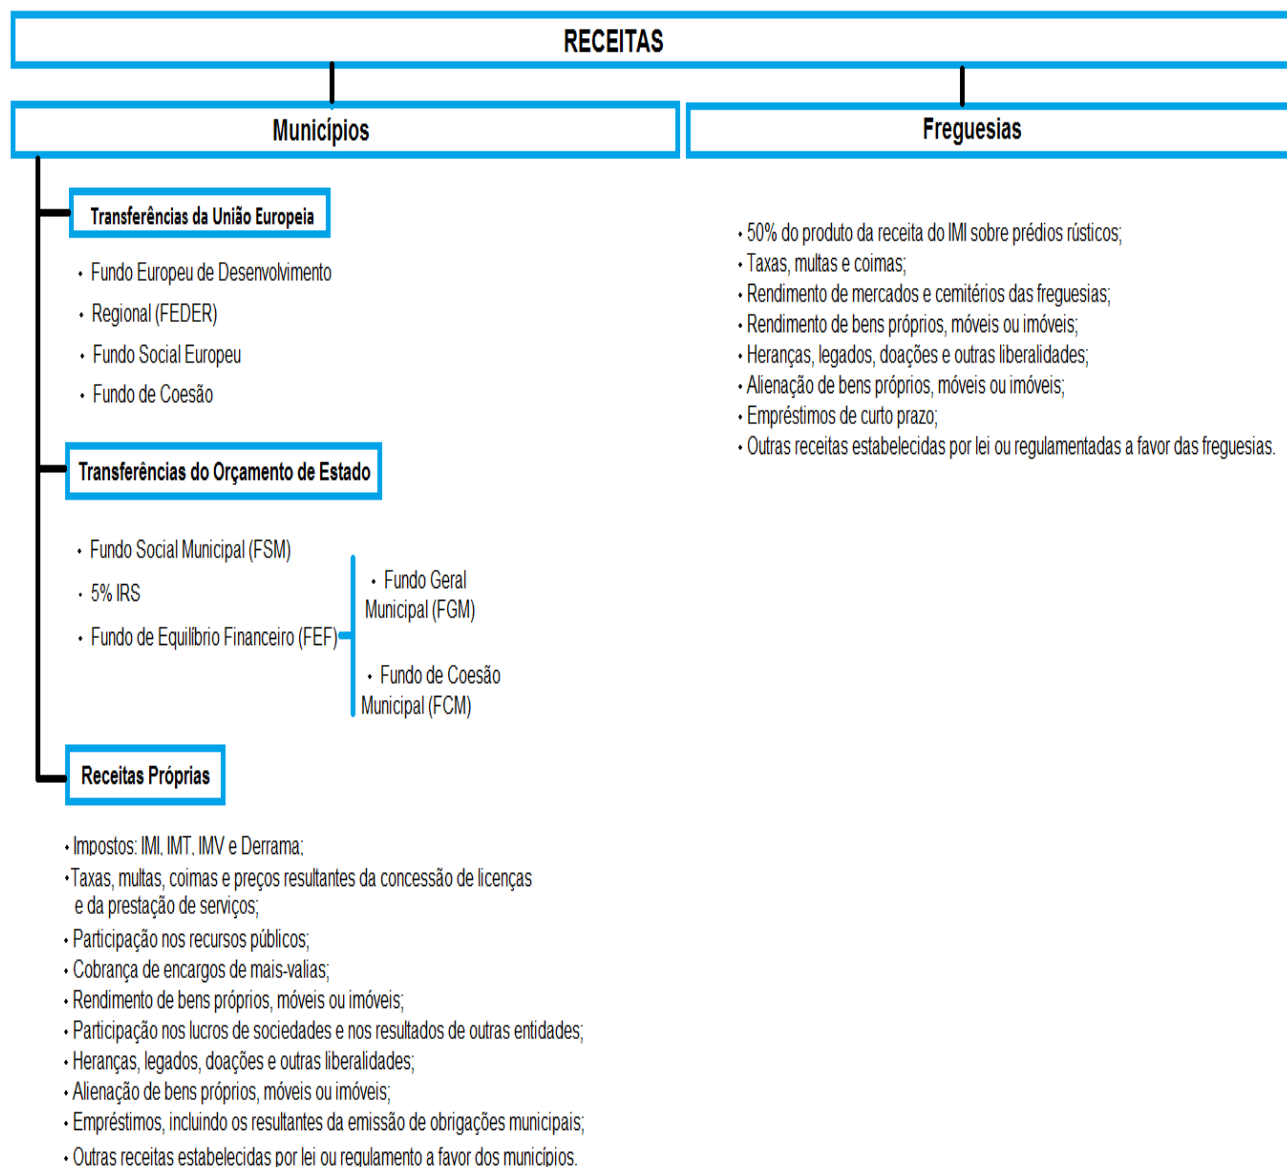 RECEITAS
Municípios
Transferências da União Europeia
• Fundo Europeu de Desenvolvimento
• Regional (FEDER)
• Fundo Social Europeu
• Fundo de Coesão
Transferências do Orçamento de Estado
• Fundo Social Municipal (FSM)
• 5% IRS
• Fundo de Equilíbrio Financeiro (FEF)
• Fundo Geral
Municipal (FGM)
• Fundo de Coesão
Municipal (FCM)
Receitas Próprias
• Impostos: IMI, IMT, IMV e Derrama;
• Taxas, multas, coimas e preços resultantes da concessão de licenças
e da prestação de serviços;
• Participação nos recursos públicos;
• Cobrança de encargos de mais-valias;
• Rendimento de bens próprios, móveis ou imóveis;
• Participação nos lucros de sociedades e nos resultados de outras entidades;
• Heranças, legados, doações e outras liberalidades;
• Alienação de bens próprios, móveis ou imóveis;
• Empréstimos, incluindo os resultantes da emissão de obrigações municipais;
• Outras receitas estabelecidas por lei ou regulamento a favor dos municípios.
Freguesias
• 50% do produto da receita do IMI sobre prédios rústicos;
• Taxas, multas e coimas;
• Rendimento de mercados e cemitérios das freguesias;
• Rendimento de bens próprios, móveis ou imóveis;
• Heranças, legados, doações e outras liberalidades;
• Alienação de bens próprios, móveis ou imóveis;
• Empréstimos de curto prazo;
• Outras receitas estabelecidas por lei ou regulamentadas a favor das freguesias.